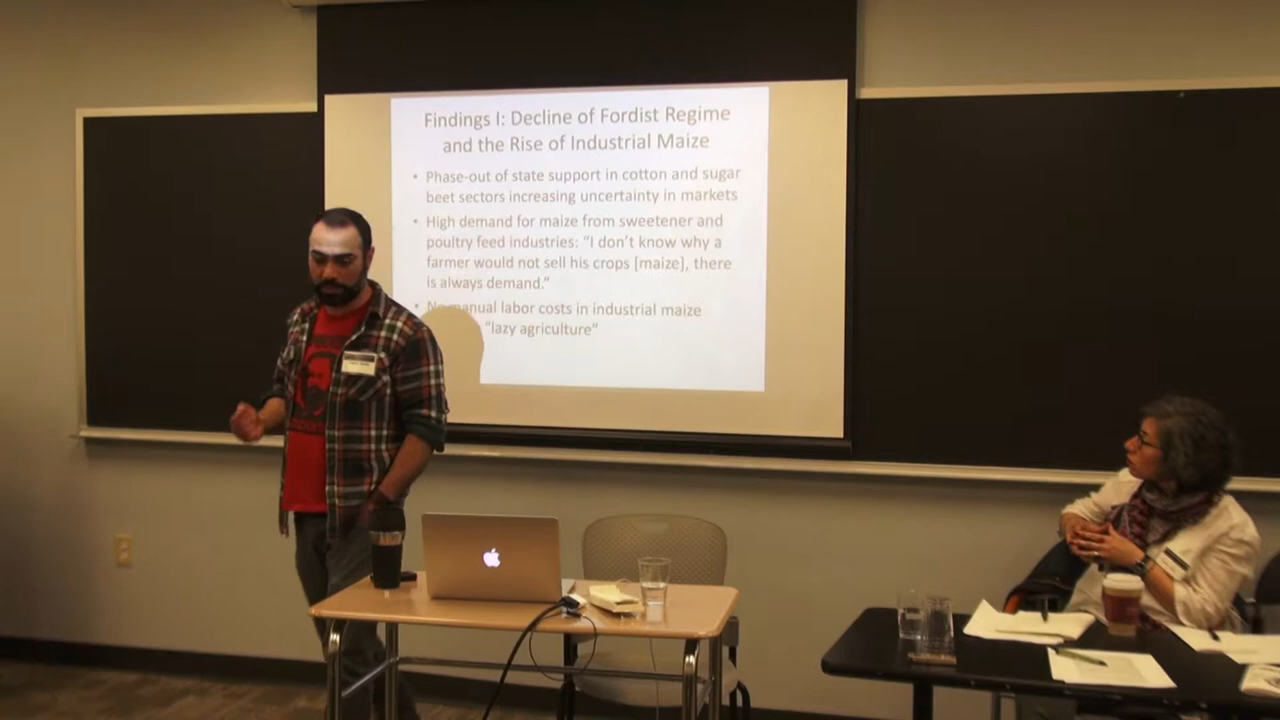 Findings I: Decline of Fordist Regime
and the Rise of Industrial Maize
• Phase-out of state support in cotton and sugar
beet sectors increasing uncertainty in markets
• High demand for maize from sweetener and
poultry feed industries: “I don’t know why a
farmer would not sell his crops [maize], there
is always demand.”
• No manual labor costs in industrial maize
“lazy agriculture”